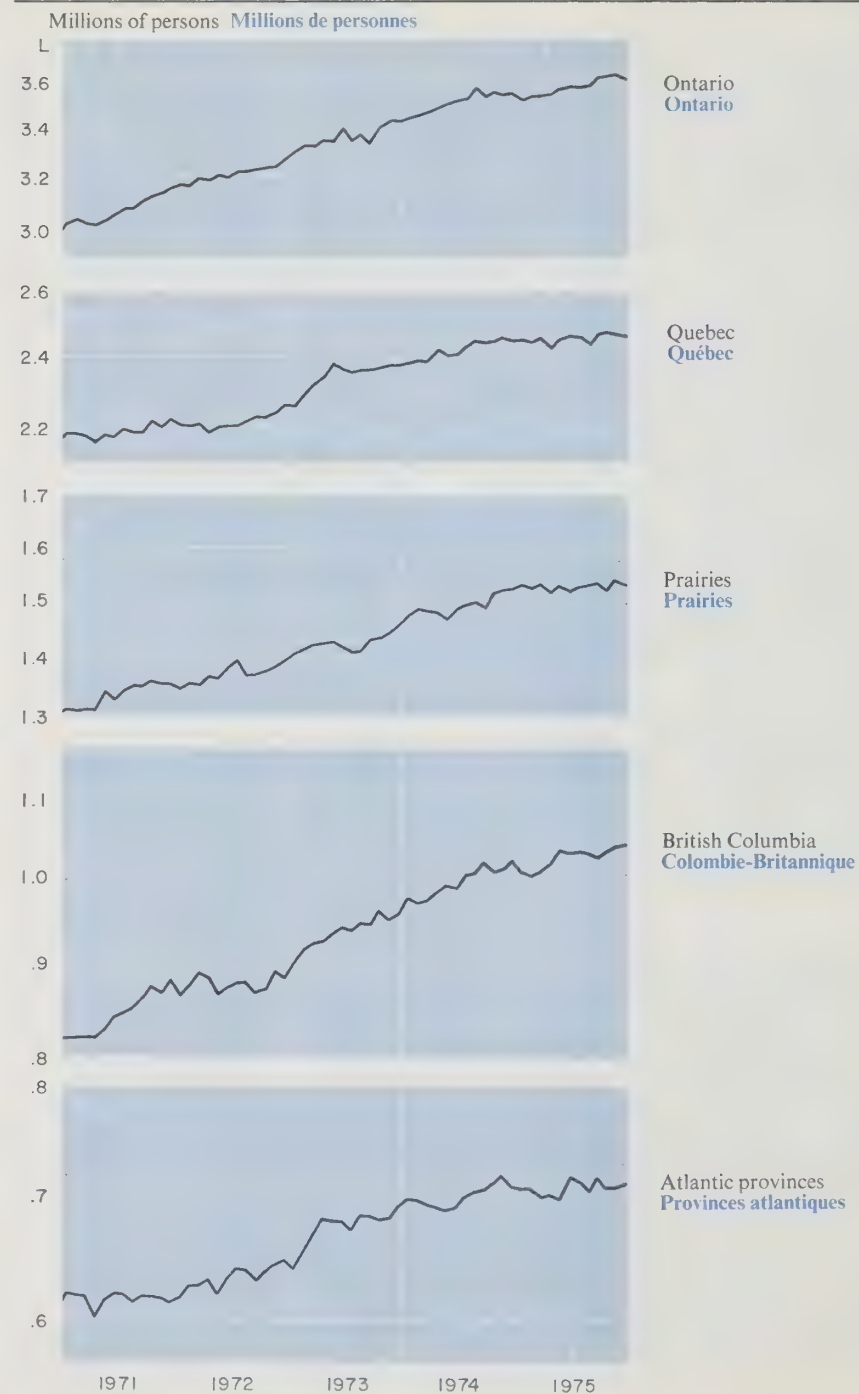 Millions of persons Millions de personnes
L
3.6
3.4
3.2
3.0
Ontario
Ontario
2.6
2.4
2.2
Quebec
Québec
1.7
1.6
1.5
1.4
1.3
Prairies
Prairies
1.1
1.0
.9
.8
British Columbia
Colombie-Britannique
.8
.7
.6
Atlantic provinces
Provinces atlantiques
1971 1972 1973 1974 1975